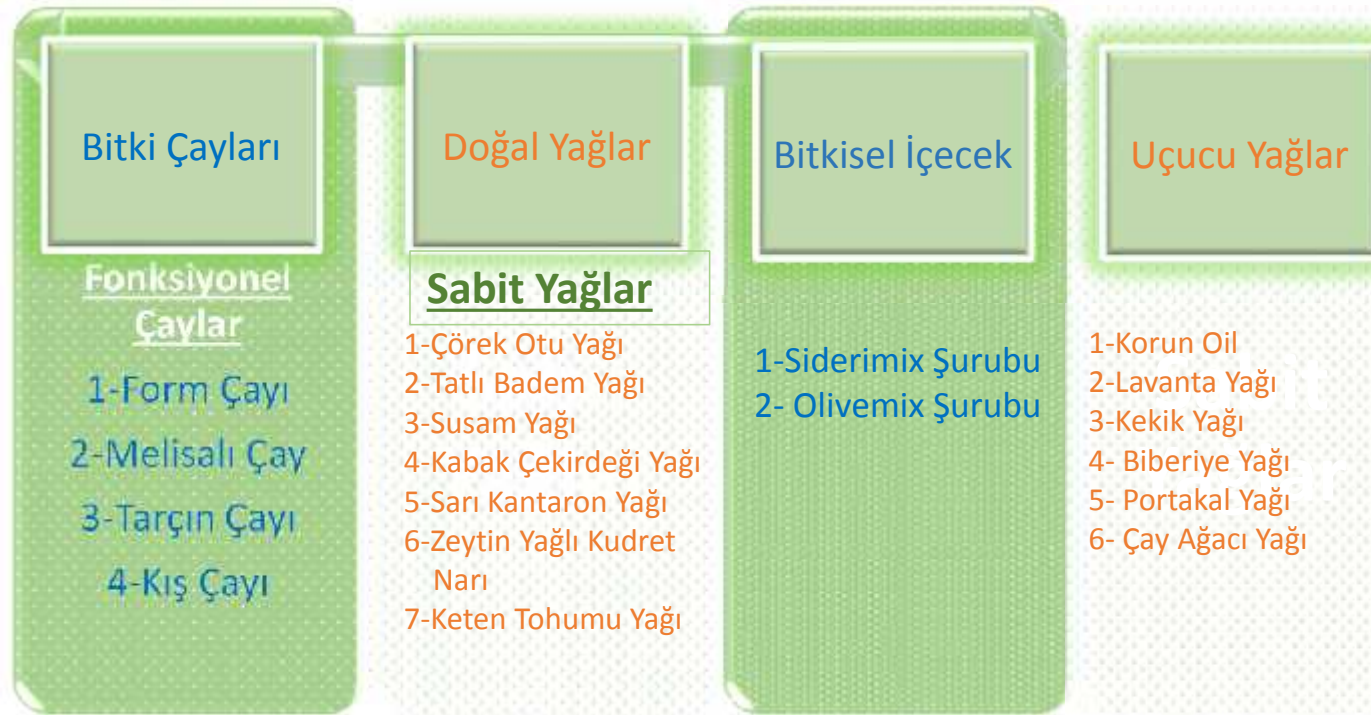 Bitki Çayları
Fonksiyonel
Çaylar
1-Form Çayı
2-Melisalı Çay
3-Tarçın Çayı
4-Kış Çayı
Doğal Yağlar
Sabit Yağlar
1-Çörek Otu Yağı
2-Tatlı Badem Yağı
3-Susam Yağı
4-Kabak Çekirdeği Yağı
5-Sarı Kantaron Yağı
6-Zeytin Yağlı Kudret
Narı
7-Keten Tohumu Yağı
Bitkisel İçecek
1-Siderimix Şurubu
2- Olivemix Şurubu
Uçucu Yağlar
1-Korun Oil
2-Lavanta Yağı
3-Kekik Yağı
4- Biberiye Yağı
5- Portakal Yağı
6- Çay Ağacı Yağı